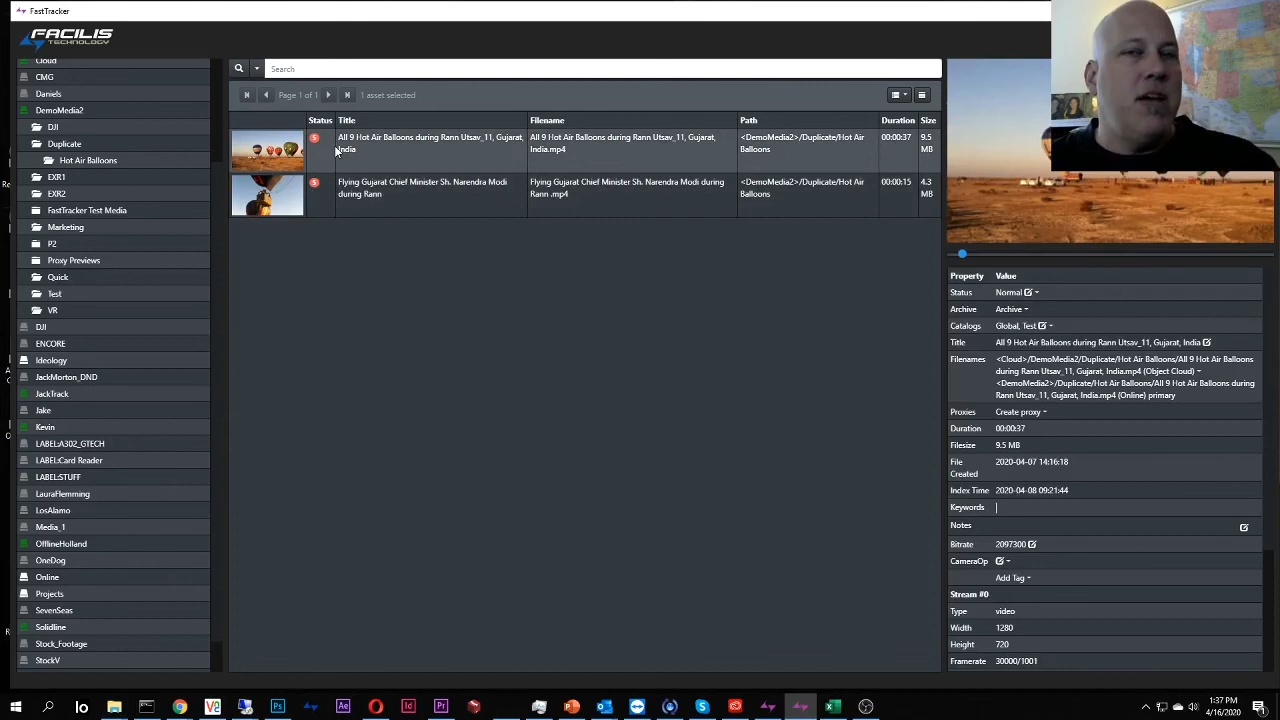 FastTracker
FACILIS
TECHNOLOGY
Cloud
CMG
Daniels
DemoMedia2
DJI
Duplicate
Hot Air Balloons
EXR1
EXR2
FastTracker Test Media
Marketing
P2
Proxy Previews
Quick
Test
VR
DJI
ENCORE
Ideology
JackMorton_DND
JackTrack
Jake
Kevin
LABEL:A302_GTECH
LABEL:Card Reader
LABEL:STUFF
LauraFlemming
LosAlamo
Media_1
OfflineHolland
OneDog
Online
Projects
SevenSeas
Solidline
Stock_Footage
StockV
Search
Page 1 of 1
1 asset selected
Status Title Filename Path Duration Size
S
All 9 Hot Air Balloons during Rann Utsav_11, Gujarat,
India
All 9 Hot Air Balloons during Rann Utsav_11, Gujarat,
India.mp4
<DemoMedia2>/Duplicate/Hot Air
Balloons
00:00:37
9.5
MB
S
Flying Gujarat Chief Minister Sh. Narendra Modi
during Rann
Flying Gujarat Chief Minister Sh. Narendra Modi during
Rann .mp4
<DemoMedia2>/Duplicate/Hot Air
Balloons
00:00:15
4.3
MB
Property Value
Status Normal
Archive Archive
Catalogs Global, Test
Title All 9 Hot Air Balloons during Rann Utsav_11, Gujarat, India
Filenames <Cloud>/DemoMedia2/Duplicate/Hot Air Balloons/All 9 Hot Air Balloons
during Rann Utsav_11, Gujarat, India.mp4 (Object Cloud)
<DemoMedia2>/Duplicate/Hot Air Balloons/All 9 Hot Air Balloons during
Rann Utsav_11, Gujarat, India.mp4 (Online) primary
Proxies Create proxy
Duration 00:00:37
Filesize 9.5 MB
File
Created
2020-04-07 14:16:18
Index Time 2020-04-08 09:21:44
Keywords
Notes
Bitrate 2097300
CameraOp
Add Tag
Stream #0
Type video
Width 1280
Height 720
Framerate 30000/1001
Ps
Ae
Id
Pr
1:37 PM
4/16/2020